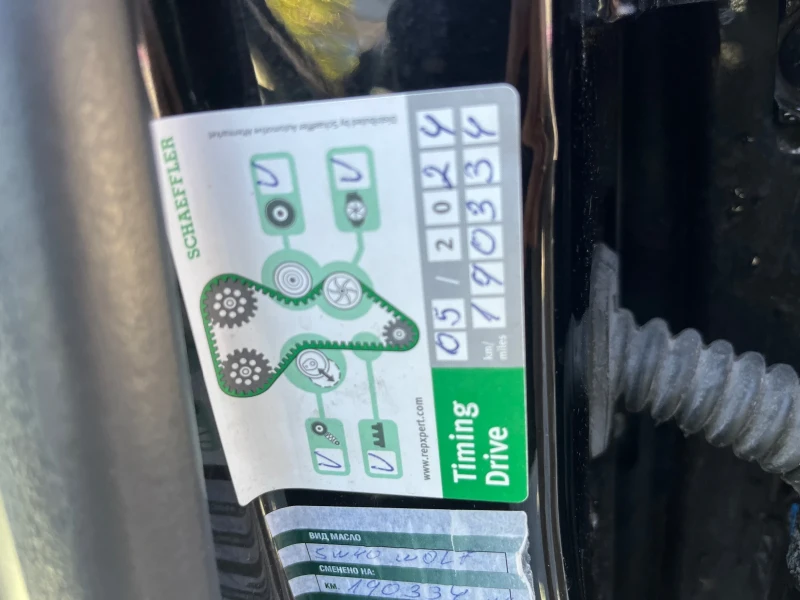 SCHAEFFLER
Distributed by Schaeffler Automotive Aftermarket
V
V
V
V
www.repxpert.com
Timing
Drive
05 / 2024
km/
miles
190334
ВИД МАСЛО
5W40 WOLF
СМЕНЕНО НА:
КМ. 190334